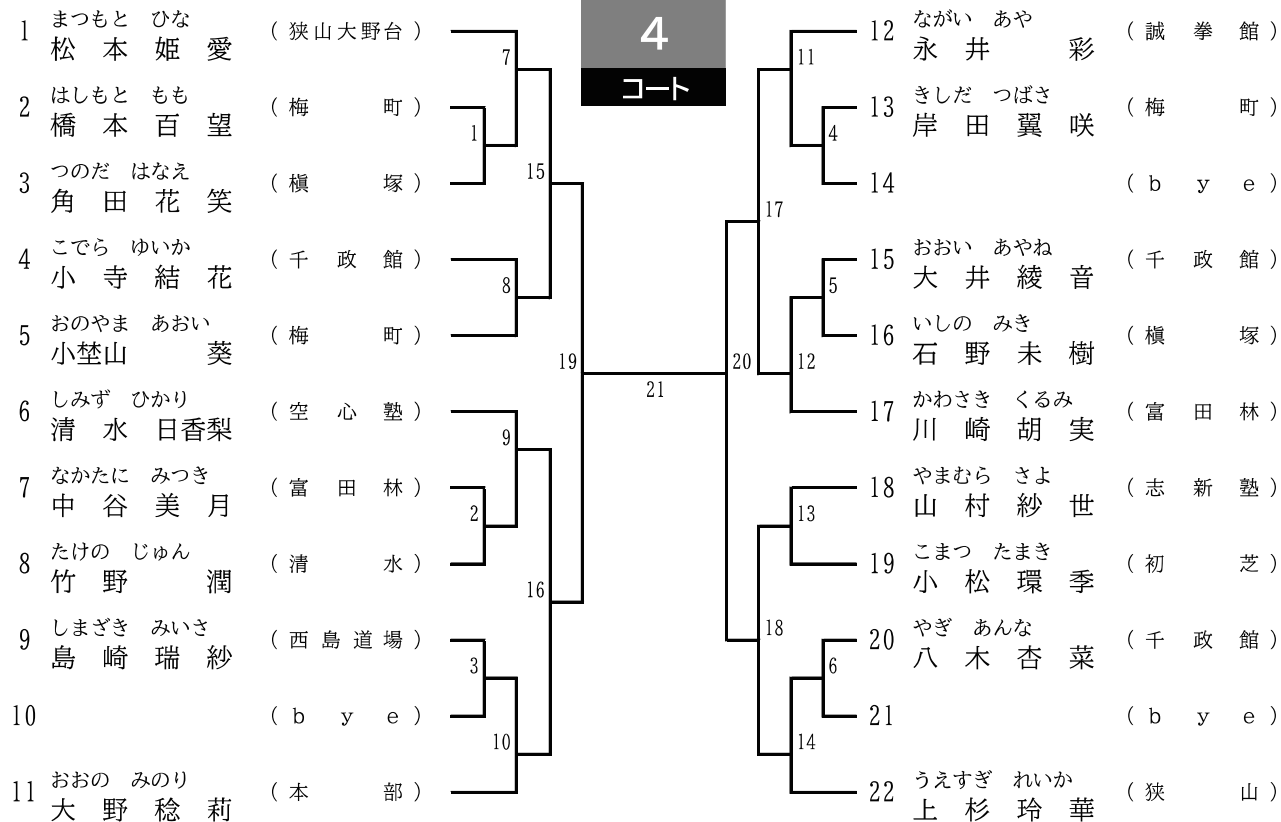 4
コート
まつもと ひな
1 松本姫愛 (狭山大野台)
はしもと もも
2 橋本百望 (梅町)
つのだ はなえ
3 角田花笑 (槇塚)
こでら ゆいか
4 小寺結花 (千政館)
おのやま あおい
5 小埜山葵 (梅町)
しみず ひかり
6 清水日香梨 (空心塾)
なかたに みつき
7 中谷美月 (富田林)
たけの じゅん
8 竹野潤 (清水)
しまざき みいさ
9 島崎瑞紗 (西島道場)
10 (bye)
おおの みのり
11 大野稔莉 (本部)
7
1
15
8
19
9
2
16
3
10
21
11
4
17
5
20
12
13
18
6
14
ながい あや
12 永井彩 (誠拳館)
きしだ つばさ
13 岸田翼咲 (梅町)
14 (bye)
おおい あやね
15 大井綾音 (千政館)
いしの みき
16 石野未樹 (槇塚)
かわさき くるみ
17 川崎胡実 (富田林)
やまむら さよ
18 山村紗世 (志新塾)
こまつ たまき
19 小松環季 (初芝)
やぎ あんな
20 八木杏菜 (千政館)
21 (bye)
うえすぎ れいか
22 上杉玲華 (狭山)